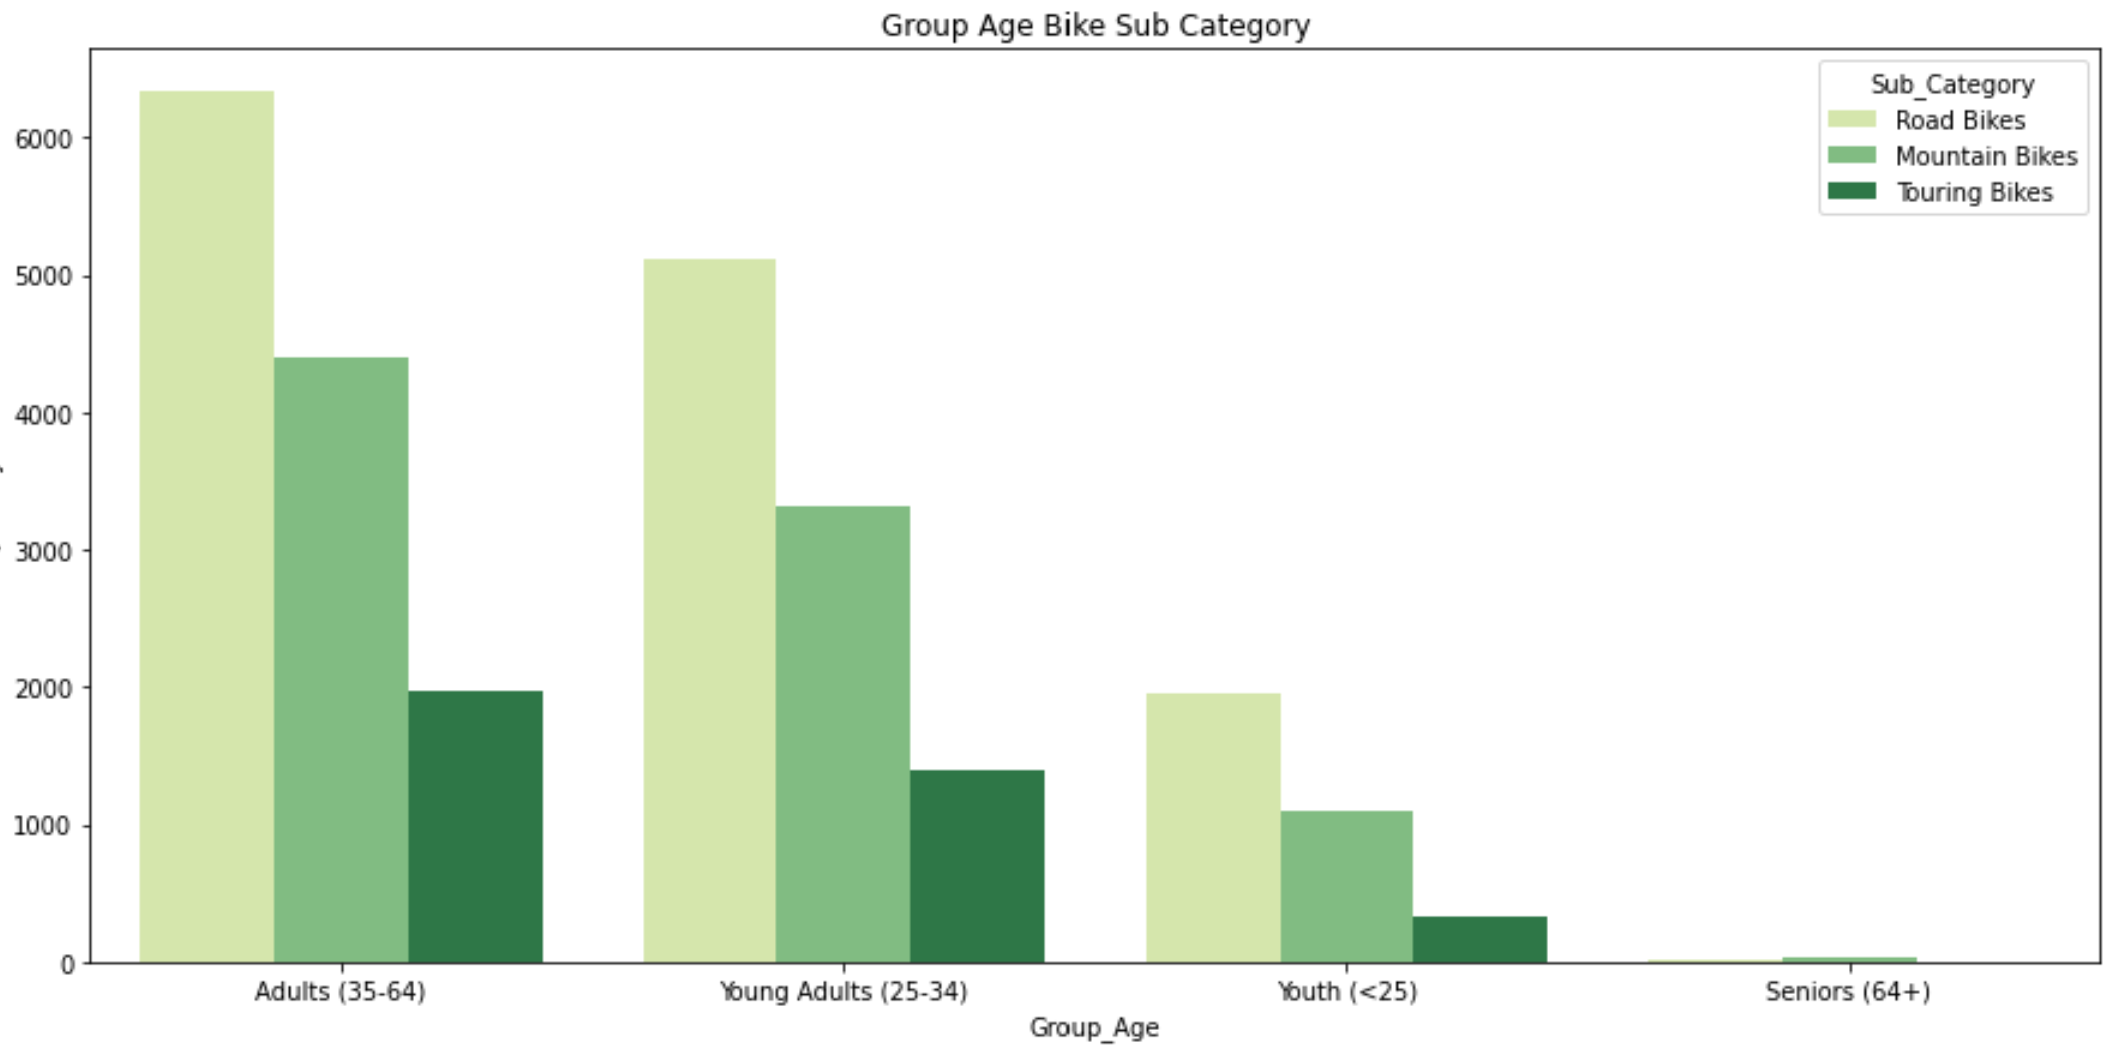 Group Age Bike Sub Category
Sub_Category
Road Bikes
Mountain Bikes
Touring Bikes
6000
5000
4000
3000
2000
1000
0
Adults (35-64)
Young Adults (25-34)
Youth (<25)
Seniors (64+)
Group_Age